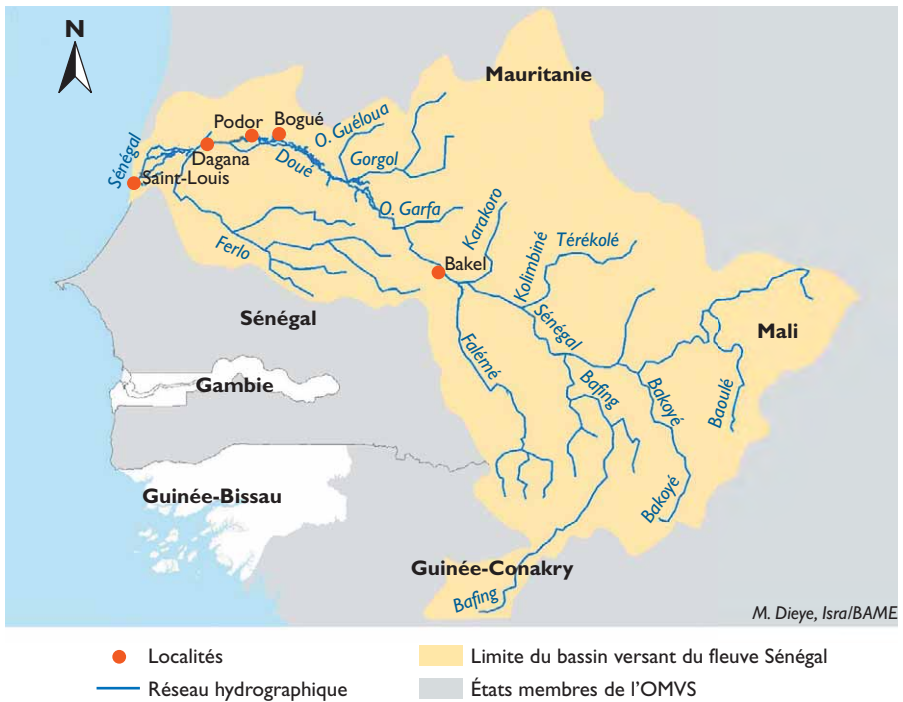 N
Mauritanie
Podor
Bogué
O. Guéloua
Dagana
Doué
Gorgol
Sénégal
Saint-Louis
O. Garfa
Karakoro
Térékolé
Kolimbiné
Ferlo
Bakel
Sénégal
Sénégal
Mali
Falémé
Gambie
Bafing
Bakoyé
Baoulé
Guinée-Bissau
Bakoyé
Guinée-Conakry
Bafing
M. Dieye, Isra/BAME
Localités
Limite du bassin versant du fleuve Sénégal
Réseau hydrographique
États membres de l'OMVS